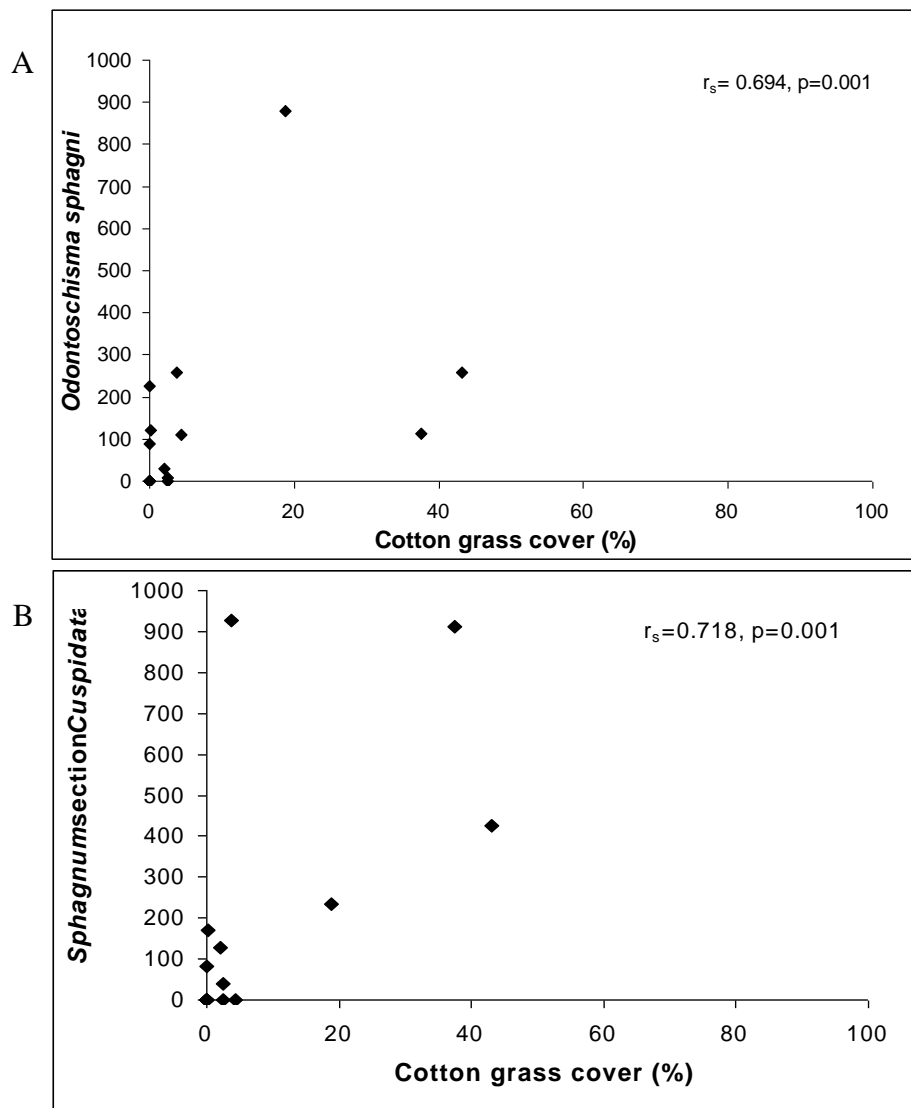 A
1000
900
800
700
600
500
400
300
200
100
0
Odontoschisma sphagni
r_s= 0.694, p=0.001
0 20 40 60 80 100
Cotton grass cover (%)
B
1000
900
800
700
600
500
400
300
200
100
0
SphagnumsectionCuspidata
r_s=0.718, p=0.001
0 20 40 60 80 100
Cotton grass cover (%)